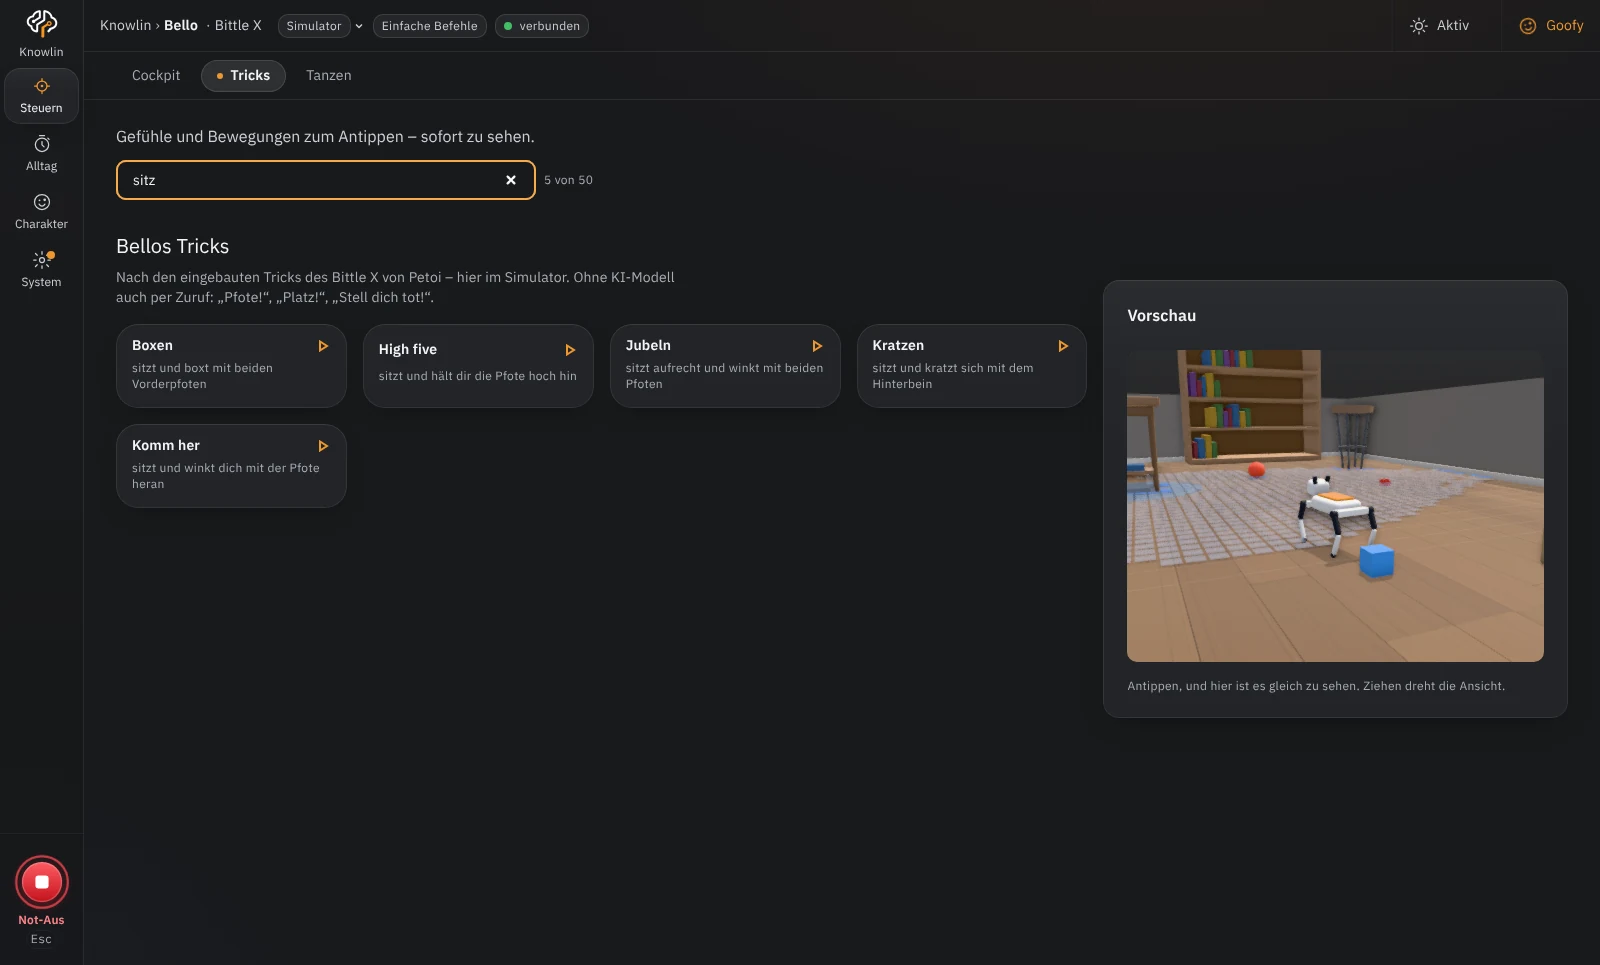 Knowlin
Knowlin › Bello · Bittle X
Simulator
Einfache Befehle
verbunden
Aktiv
Goofy
Steuern
Alltag
Charakter
System
Cockpit
Tricks
Tanzen
Gefühle und Bewegungen zum Antippen – sofort zu sehen.
sitz
5 von 50
Bellos Tricks
Nach den eingebauten Tricks des Bittle X von Petoi – hier im Simulator. Ohne KI-Modell
auch per Zuruf: „Pfote!“, „Platz!“, „Stell dich tot!“.
Boxen
sitzt und boxt mit beiden
Vorderpfoten
High five
sitzt und hält dir die Pfote hoch hin
Jubeln
sitzt aufrecht und winkt mit beiden
Pfoten
Kratzen
sitzt und kratzt sich mit dem
Hinterbein
Komm her
sitzt und winkt dich mit der Pfote
heran
Vorschau
Antippen, und hier ist es gleich zu sehen. Ziehen dreht die Ansicht.
Not-Aus
Esc